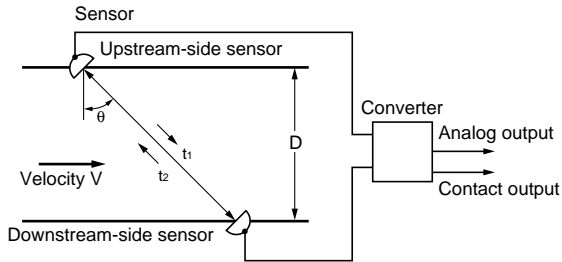 Sensor
Upstream-side sensor
Converter
θ
t1
t2
D
Analog output
Velocity V
Contact output
Downstream-side sensor